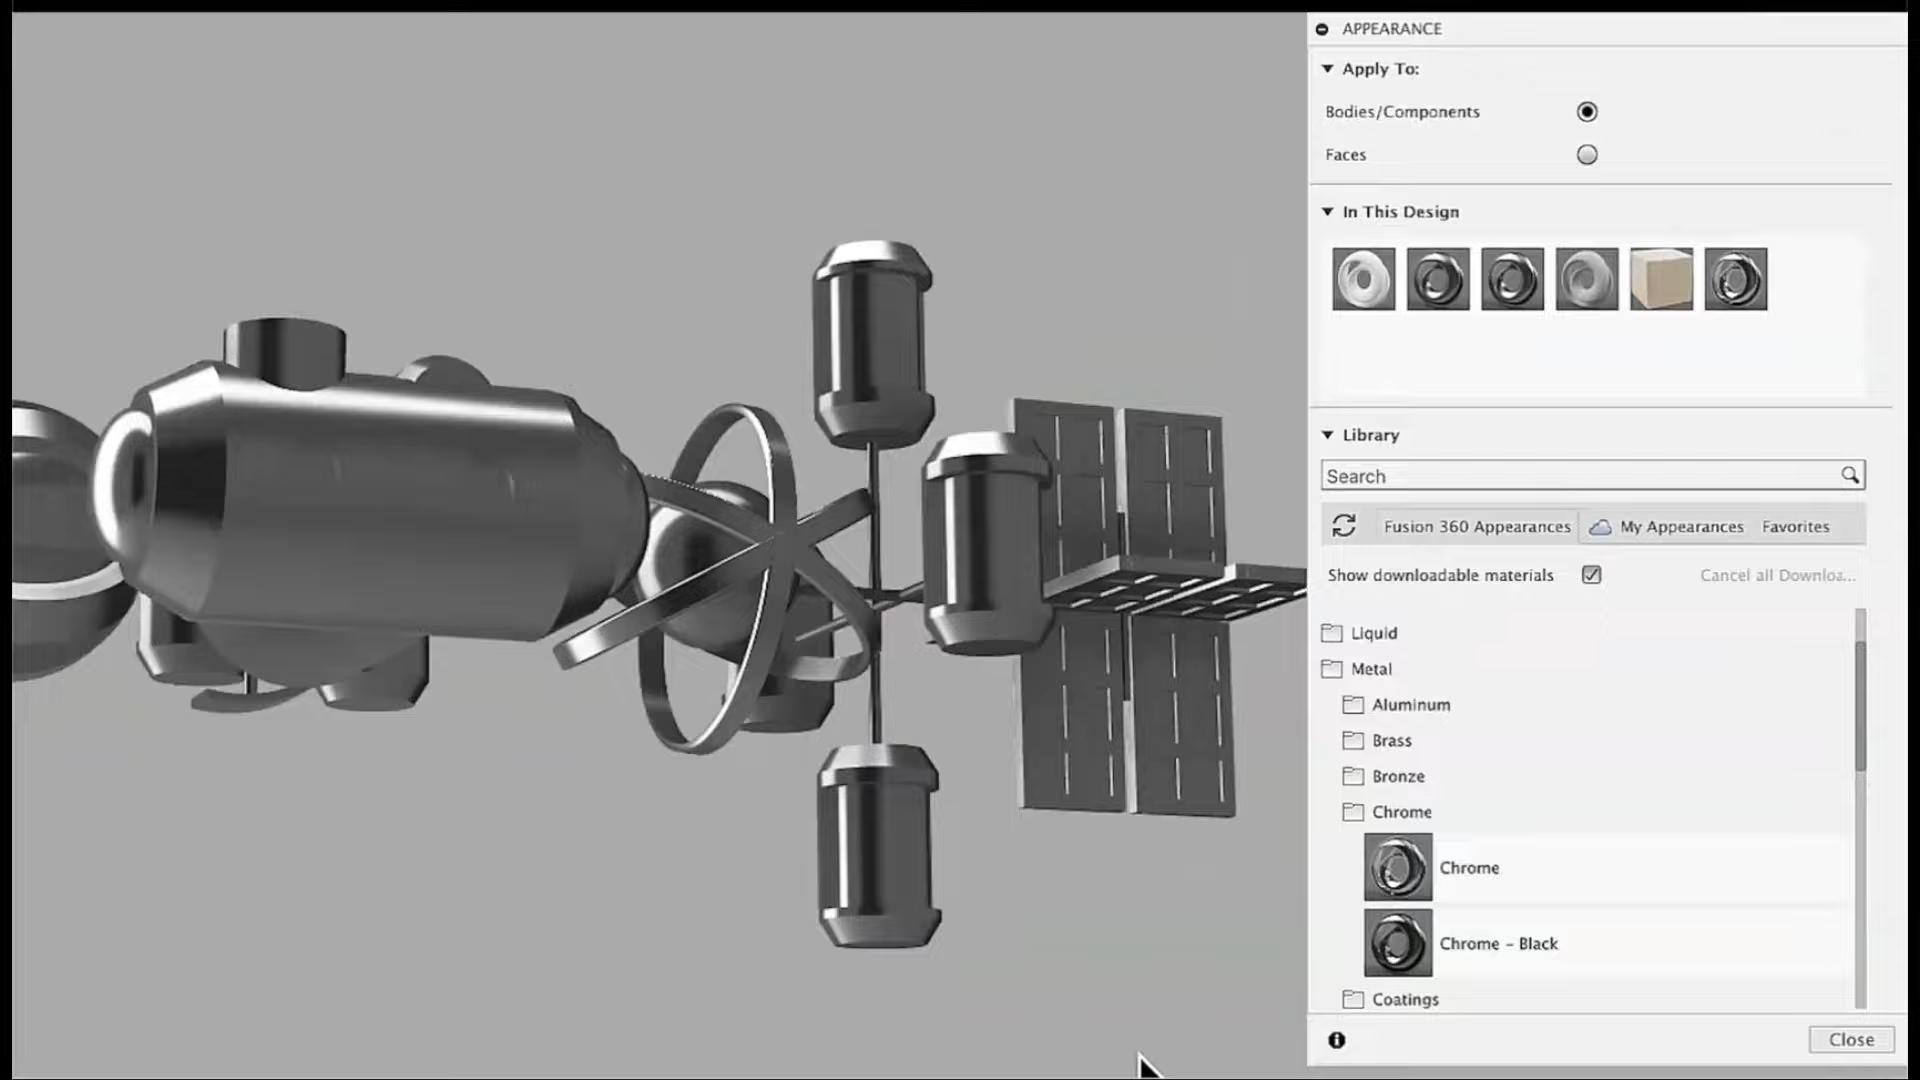 APPEARANCE
Apply To:
Bodies/Components
Faces
In This Design
Library
Search
Fusion 360 Appearances My Appearances Favorites
Show downloadable materials Cancel all Downloa...
Liquid
Metal
Aluminum
Brass
Bronze
Chrome
Chrome
Chrome - Black
Coatings
Close